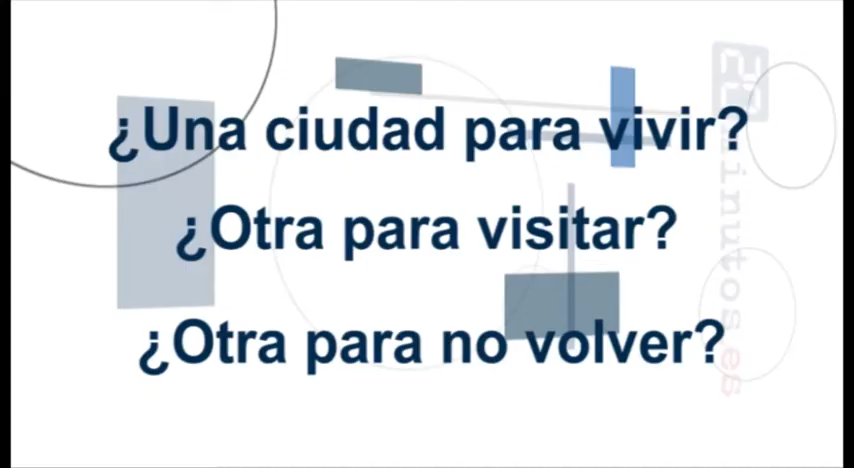 ¿Una ciudad para vivir?
¿Otra para visitar?
¿Otra para no volver?
20minutos.es